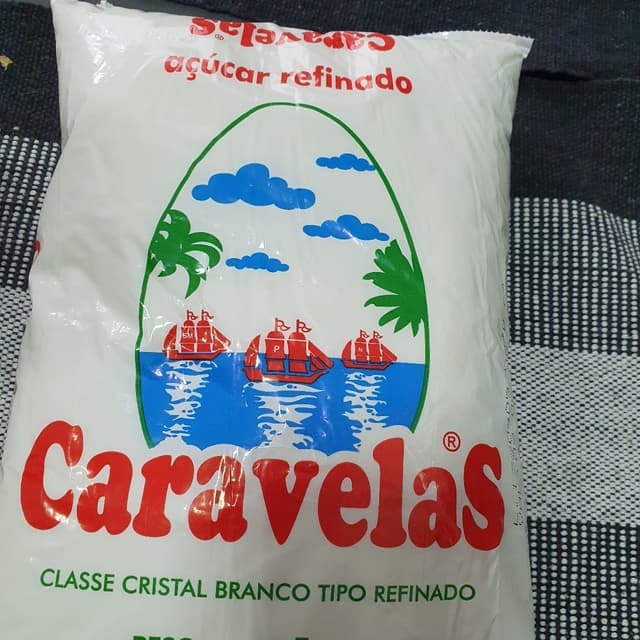 Caravelas®
açúcar refinado
P
Caravelas®
CLASSE CRISTAL BRANCO TIPO REFINADO